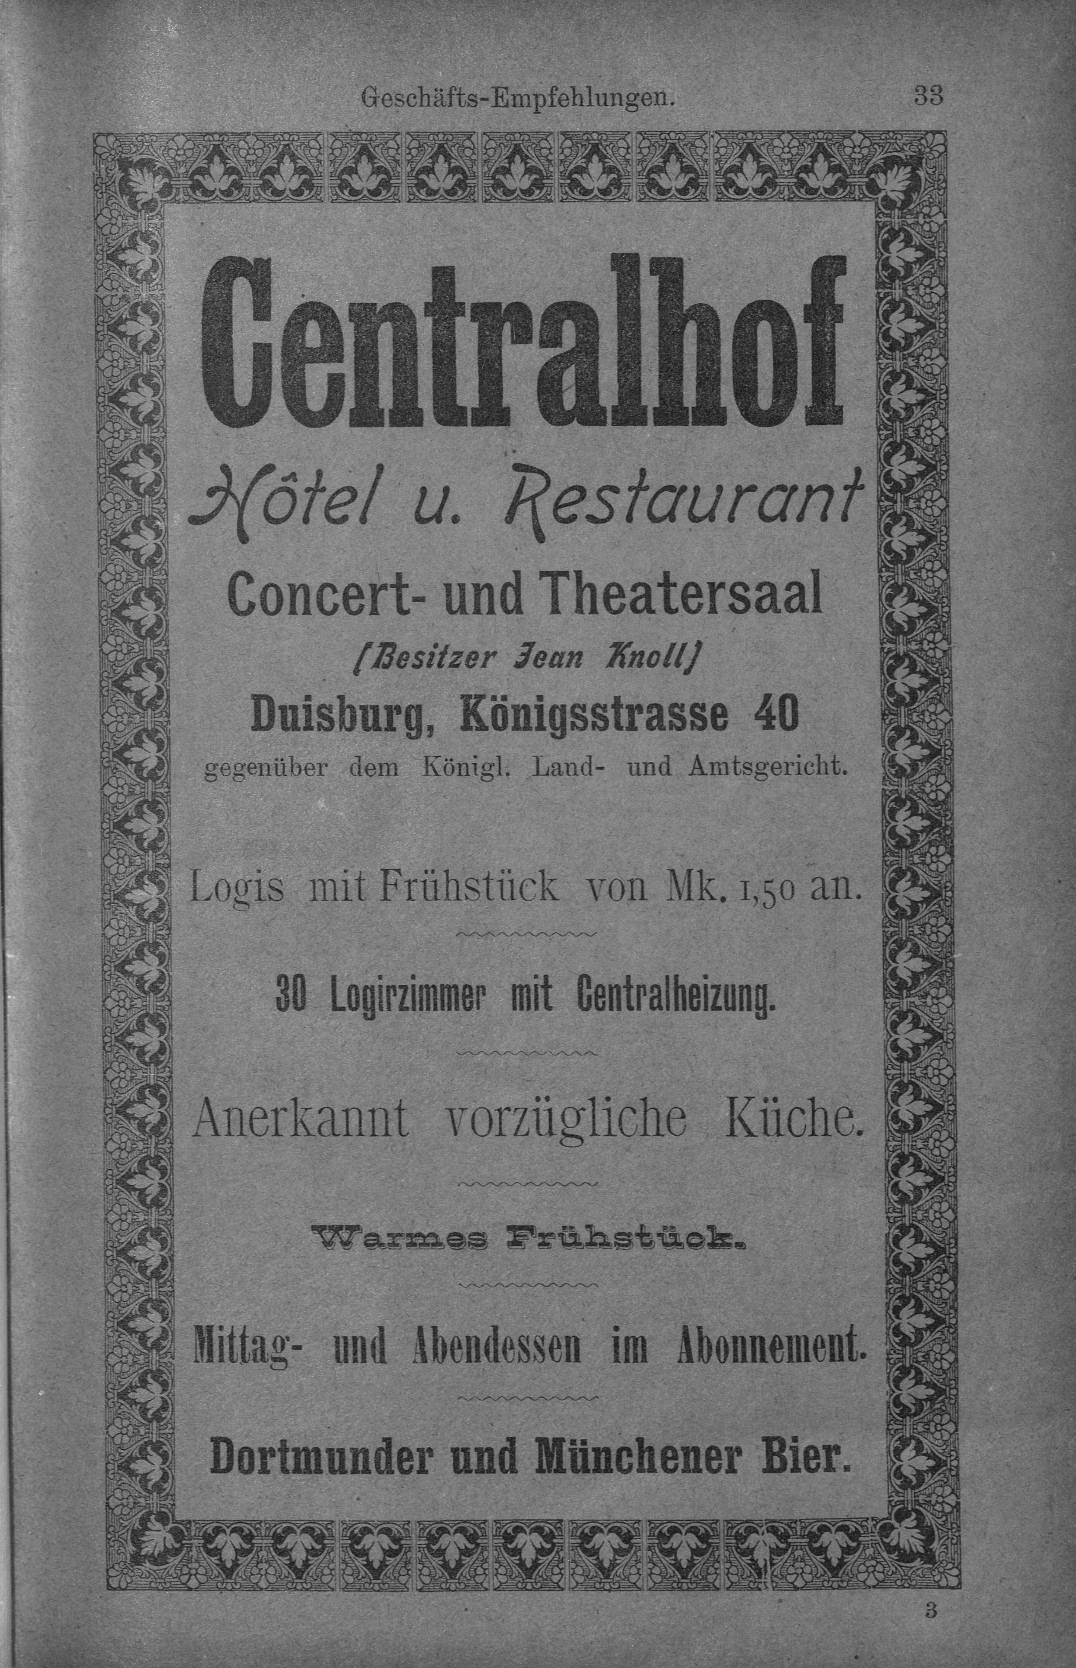 Geschäfts-Empfehlungen. 33
Centralhof
Hôtel u. Restaurant
Concert- und Theatersaal
(Besitzer Jean Knoll)
Duisburg, Königsstrasse 40
gegenüber dem Königl. Land- und Amtsgericht.
Logis mit Frühstück von Mk. 1,50 an.
30 Logirzimmer mit Centralheizung.
Anerkannt vorzügliche Küche.
Warmes Frühstück.
Mittag- und Abendessen im Abonnement.
Dortmunder und Münchener Bier.
3